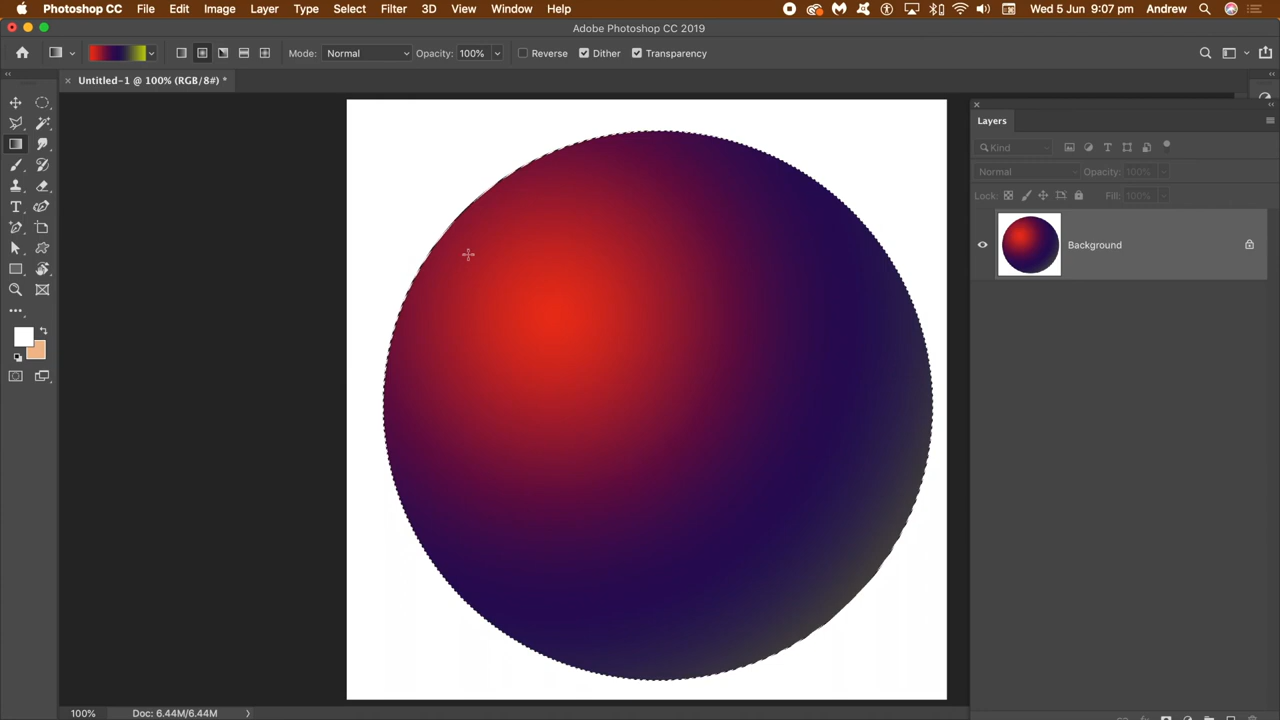 Photoshop CC File Edit Image Layer Type Select Filter 3D View Window Help Wed 5 Jun 9:07 pm Andrew
Adobe Photoshop CC 2019
Mode: Normal Opacity: 100% Reverse Dither Transparency
× Untitled-1 @ 100% (RGB/8#) *
Layers
Kind
Normal Opacity: 100%
Lock: Fill: 100%
Background
100% Doc: 6.44M/6.44M